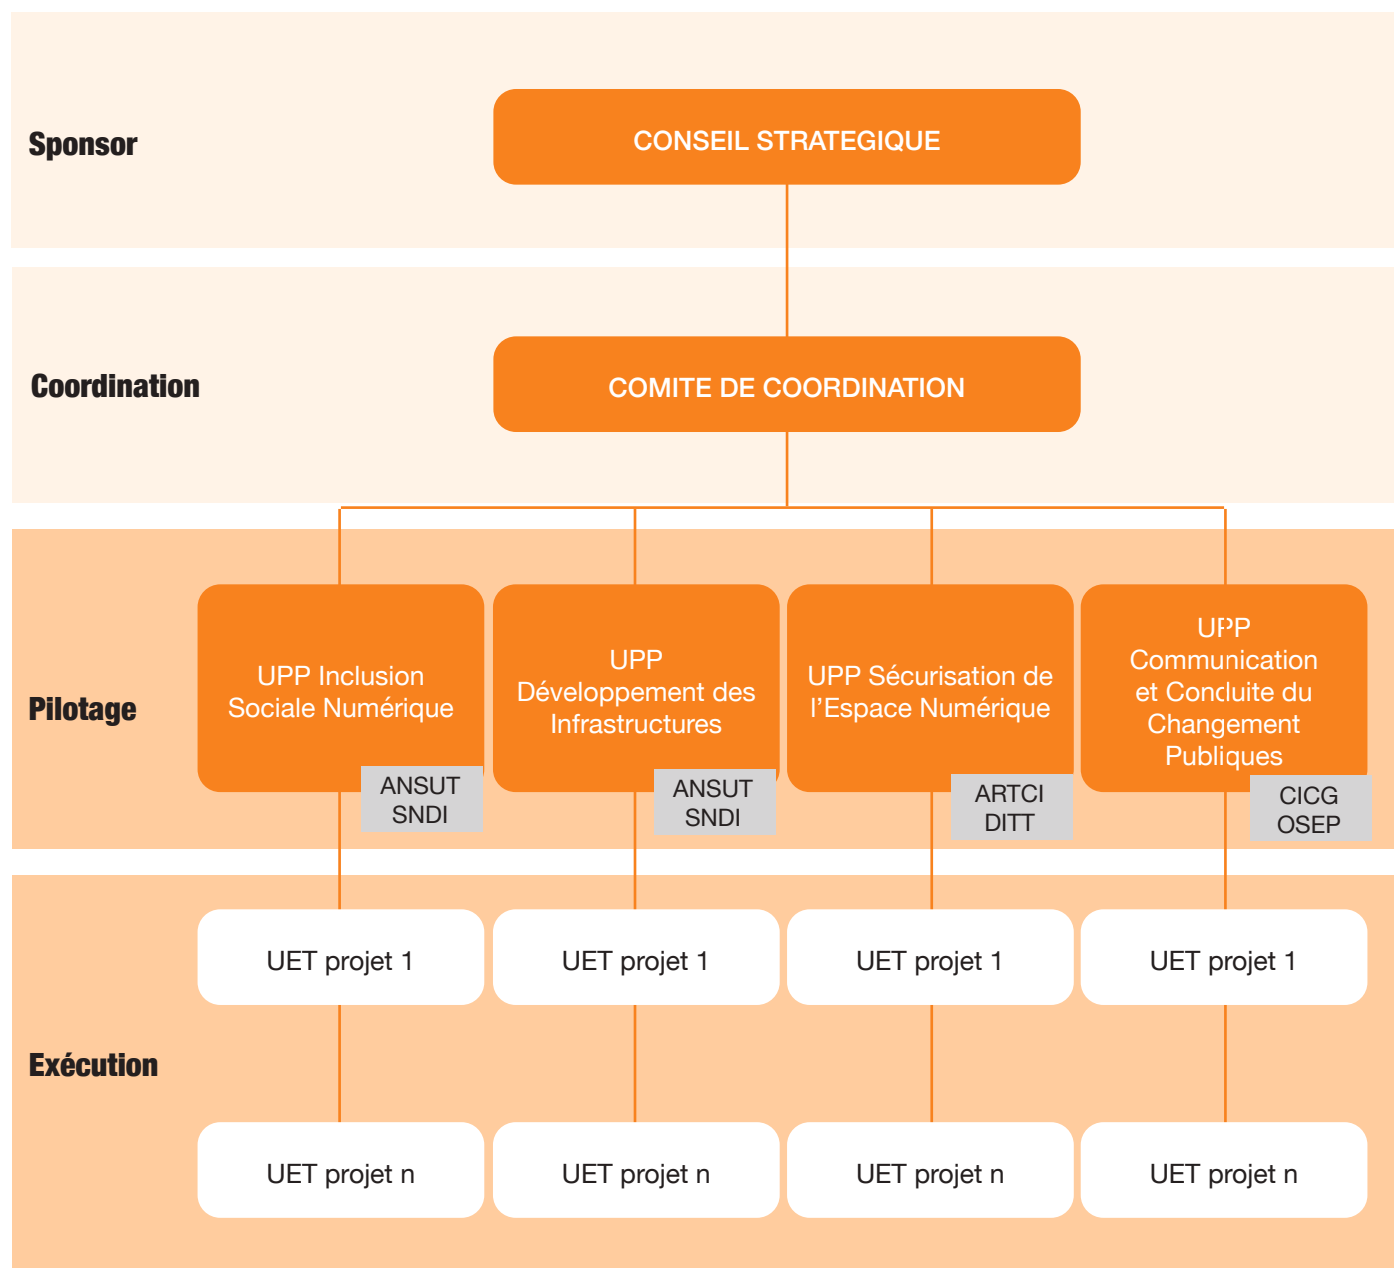 Sponsor
CONSEIL STRATEGIQUE
Coordination
COMITE DE COORDINATION
Pilotage
UPP Inclusion
Sociale Numérique
ANSUT
SNDI
UPP
Développement des
Infrastructures
ANSUT
SNDI
UPP Sécurisation de
l’Espace Numérique
ARTCI
DITT
UPP
Communication
et Conduite du
Changement
Publiques
CICG
OSEP
Exécution
UET projet 1
UET projet 1
UET projet 1
UET projet 1
UET projet n
UET projet n
UET projet n
UET projet n